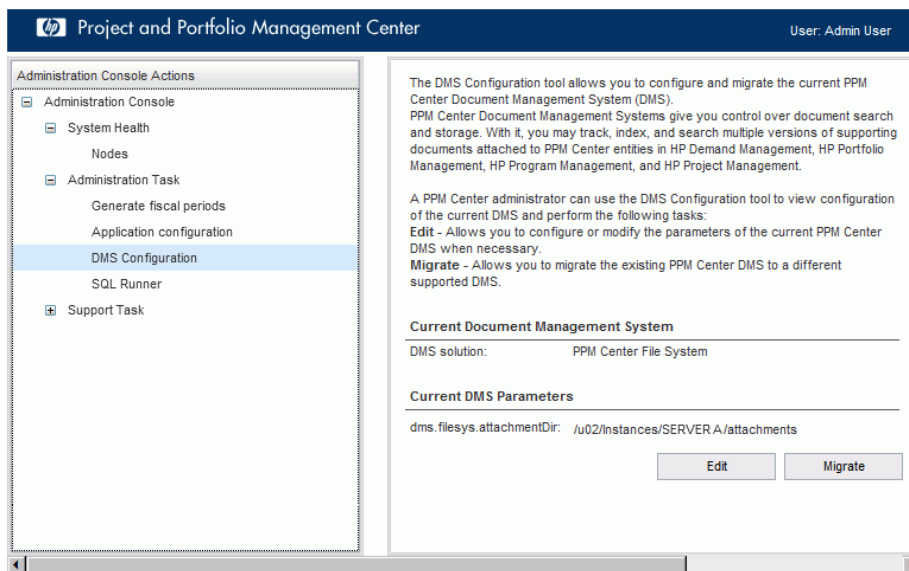 hp Project and Portfolio Management Center
User: Admin User
Administration Console Actions
Administration Console
System Health
Nodes
Administration Task
Generate fiscal periods
Application configuration
DMS Configuration
SQL Runner
Support Task
The DMS Configuration tool allows you to configure and migrate the current PPM
Center Document Management System (DMS).
PPM Center Document Management Systems give you control over document search
and storage. With it, you may track, index, and search multiple versions of supporting
documents attached to PPM Center entities in HP Demand Management, HP Portfolio
Management, HP Program Management, and HP Project Management.
A PPM Center administrator can use the DMS Configuration tool to view configuration
of the current DMS and perform the following tasks:
Edit - Allows you to configure or modify the parameters of the current PPM Center
DMS when necessary.
Migrate - Allows you to migrate the existing PPM Center DMS to a different
supported DMS.
Current Document Management System
DMS solution: PPM Center File System
Current DMS Parameters
dms.filesys.attachmentDir: /u02/Instances/SERVER A/attachments
Edit Migrate